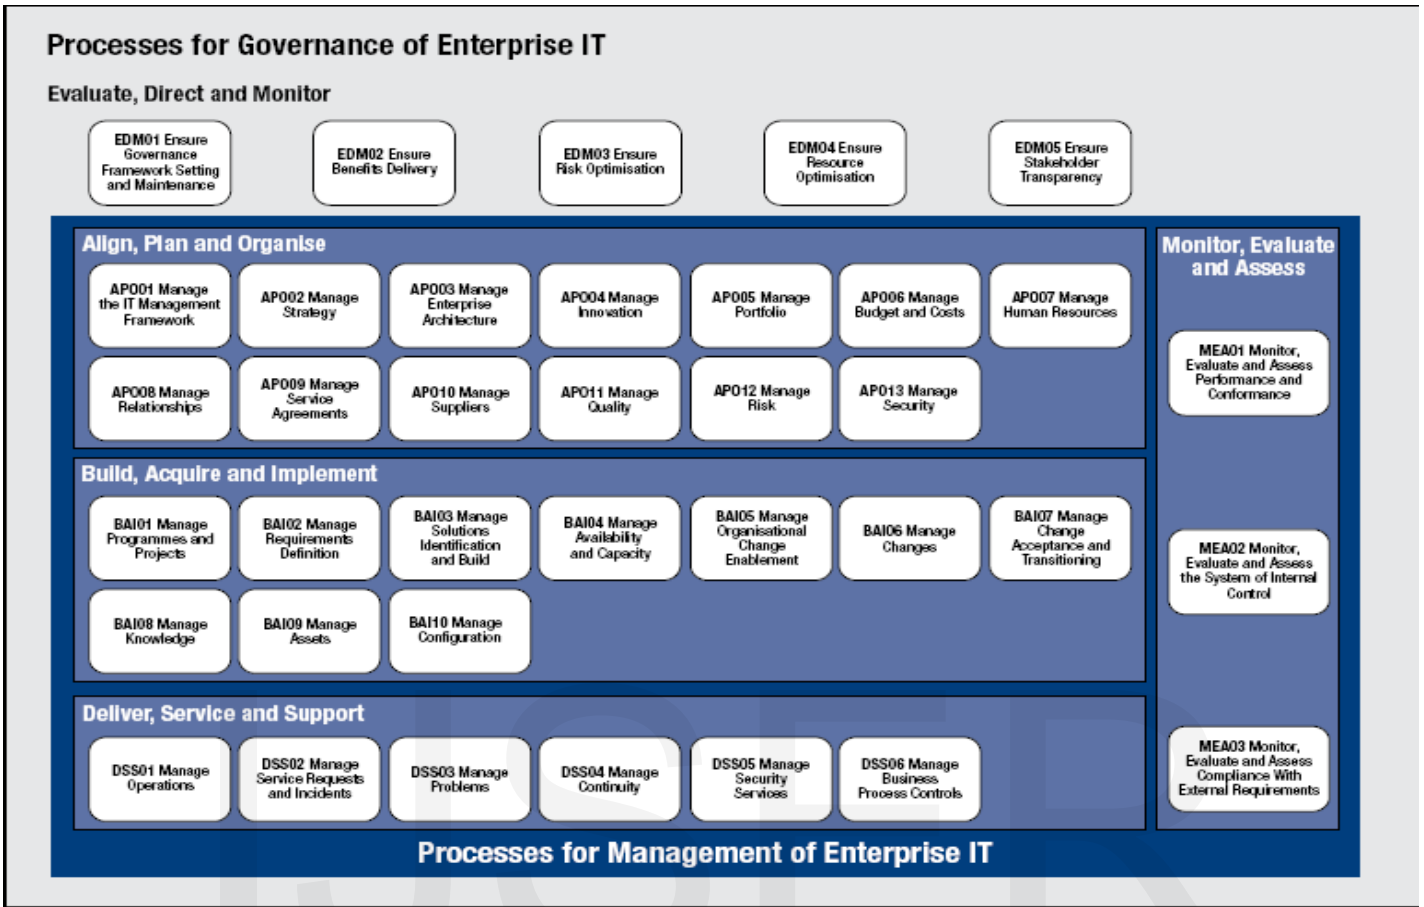 Processes for Governance of Enterprise IT
Evaluate, Direct and Monitor
EDM01 Ensure
Governance
Framework Setting
and Maintenance
EDM02 Ensure
Benefits Delivery
EDM03 Ensure
Risk Optimisation
EDM04 Ensure
Resource
Optimisation
EDM05 Ensure
Stakeholder
Transparency
Align, Plan and Organise
APO01 Manage
the IT Management
Framework
APO02 Manage
Strategy
APO03 Manage
Enterprise
Architecture
APO04 Manage
Innovation
APO05 Manage
Portfolio
APO06 Manage
Budget and Costs
APO07 Manage
Human Resources
APO08 Manage
Relationships
APO09 Manage
Service
Agreements
APO10 Manage
Suppliers
APO11 Manage
Quality
APO12 Manage
Risk
APO13 Manage
Security
Build, Acquire and Implement
BAI01 Manage
Programmes and
Projects
BAI02 Manage
Requirements
Definition
BAI03 Manage
Solutions
Identification
and Build
BAI04 Manage
Availability
and Capacity
BAI05 Manage
Organisational
Change
Enablement
BAI06 Manage
Changes
BAI07 Manage
Change
Acceptance and
Transitioning
BAI08 Manage
Knowledge
BAI09 Manage
Assets
BAI10 Manage
Configuration
Deliver, Service and Support
DSS01 Manage
Operations
DSS02 Manage
Service Requests
and Incidents
DSS03 Manage
Problems
DSS04 Manage
Continuity
DSS05 Manage
Security
Services
DSS06 Manage
Business
Process Controls
Monitor, Evaluate
and Assess
MEA01 Monitor,
Evaluate and Assess
Performance and
Conformance
MEA02 Monitor,
Evaluate and Assess
the System of Internal
Control
MEA03 Monitor,
Evaluate and Assess
Compliance With
External Requirements
Processes for Management of Enterprise IT
IJSER